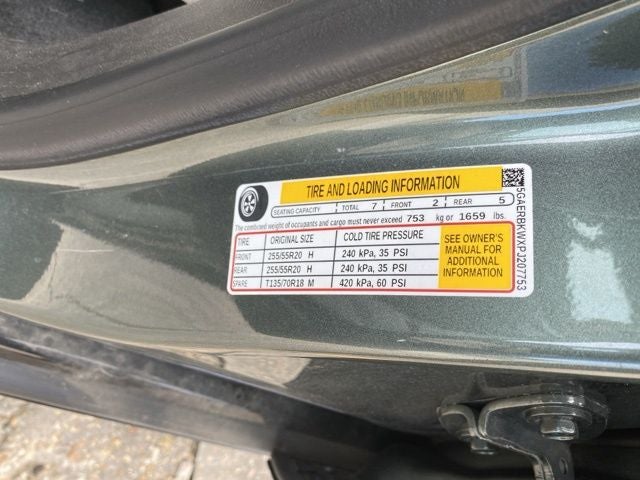 TIRE AND LOADING INFORMATION
SEATING CAPACITY TOTAL 7 FRONT 2 REAR 5
The combined weight of occupants and cargo must never exceed 753 kg or 1659 lbs.
TIRE ORIGINAL SIZE COLD TIRE PRESSURE
FRONT 255/55R20 H 240 kPa, 35 PSI
REAR 255/55R20 H 240 kPa, 35 PSI
SPARE T135/70R18 M 420 kPa, 60 PSI
SEE OWNER'S
MANUAL FOR
ADDITIONAL
INFORMATION
5GAERBKWXPJ207753